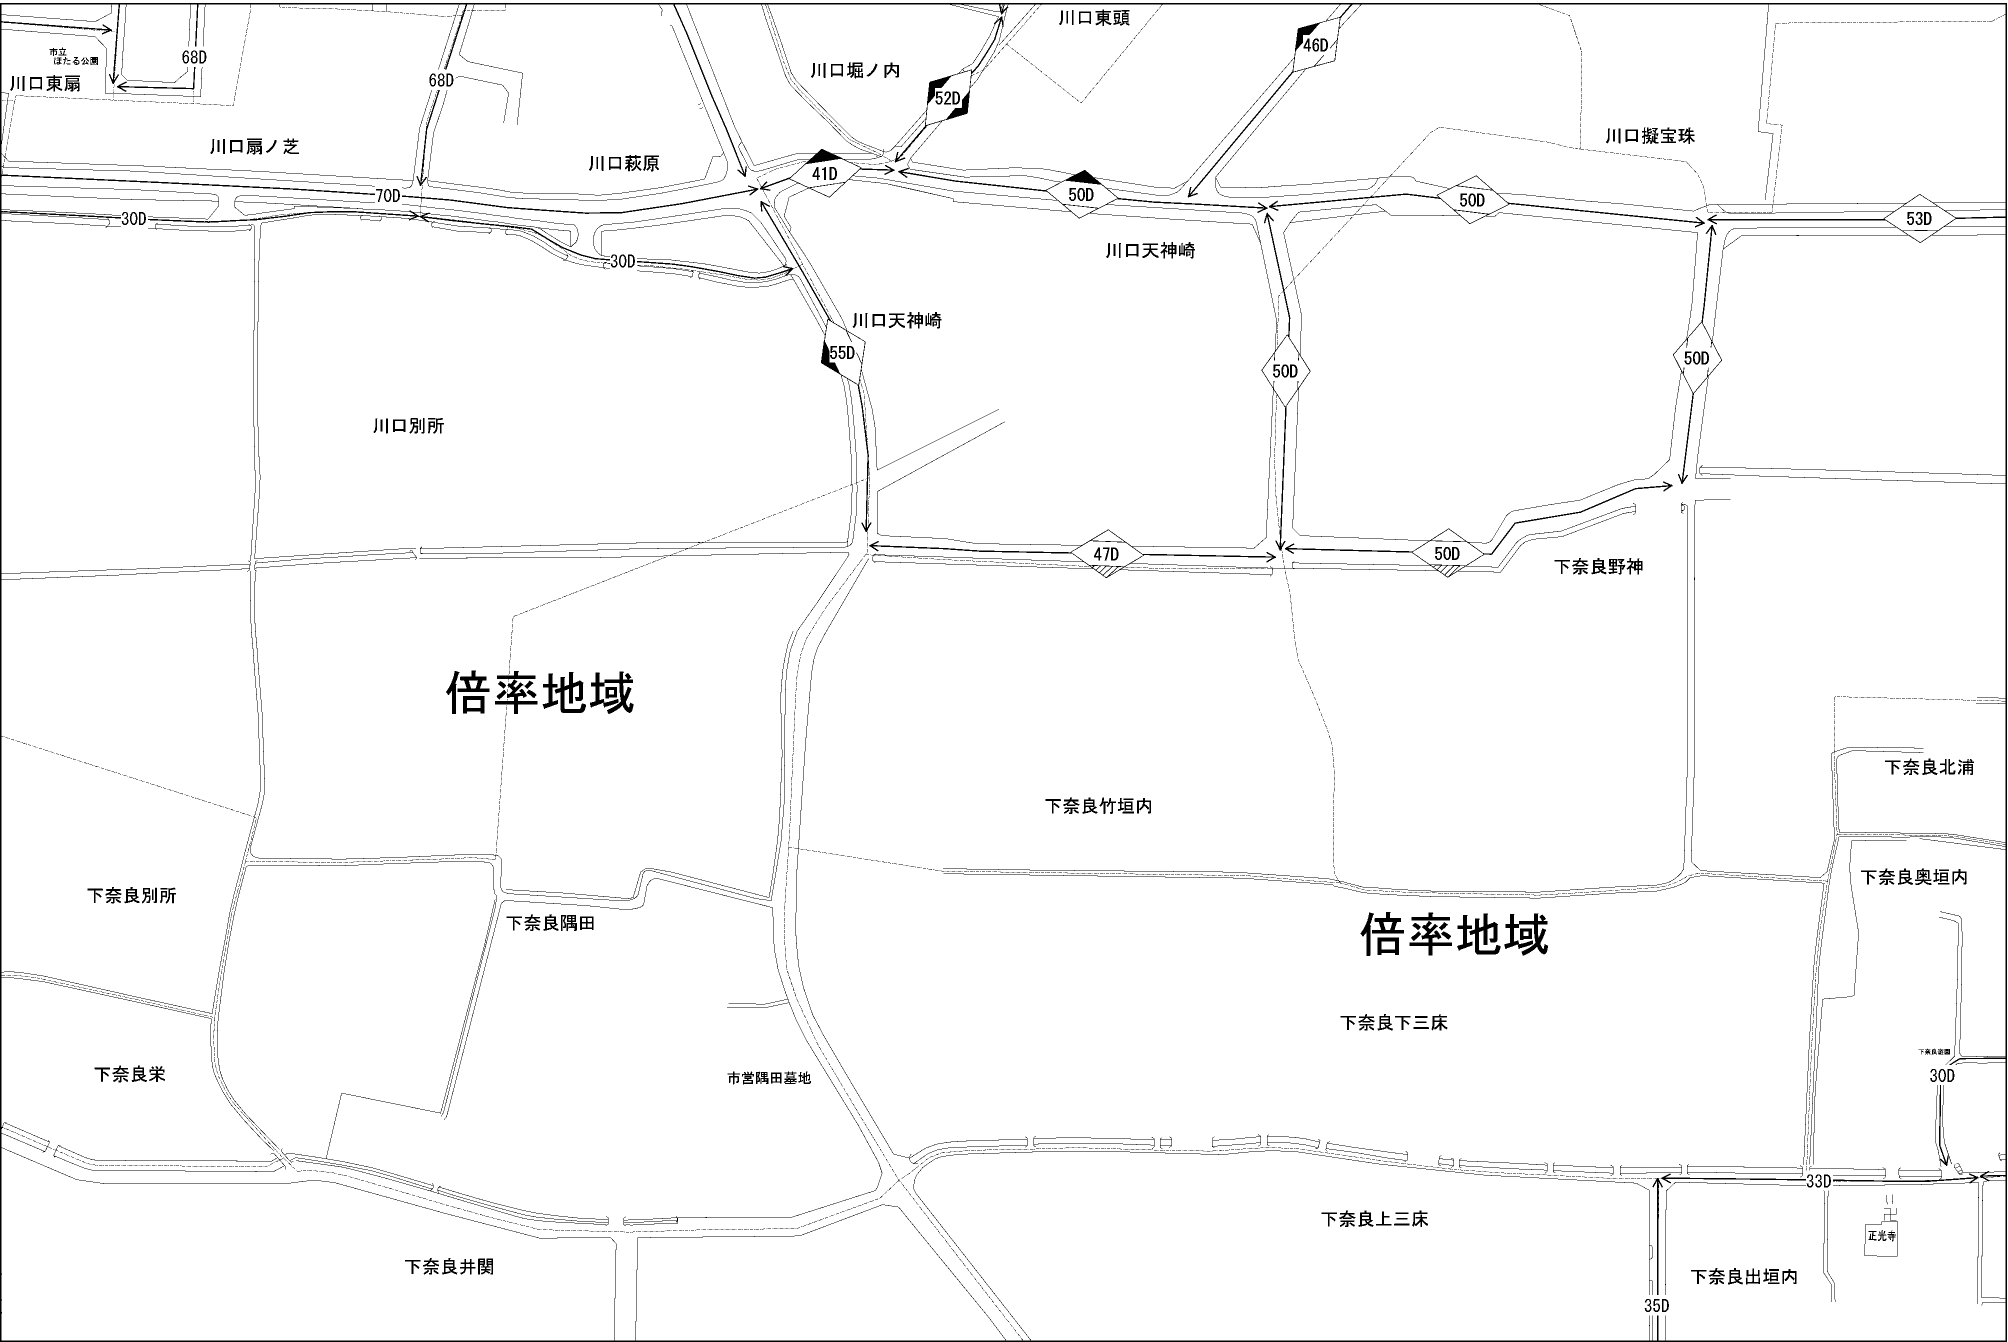 川口東頭
46D
市立
ほたる公園
68D
川口東扇
68D
川口堀ノ内
52D
川口擬宝珠
川口扇ノ芝
川口萩原
41D
70D
50D
50D
30D
53D
川口天神崎
30D
川口天神崎
55D
50D
50D
川口別所
47D
50D
下奈良野神
倍率地域
下奈良北浦
下奈良竹垣内
下奈良奥垣内
下奈良別所
下奈良隅田
倍率地域
下奈良下三床
下奈良栄
市営隅田墓地
30D
33D
下奈良上三床
正光寺
下奈良井関
下奈良出垣内
35D